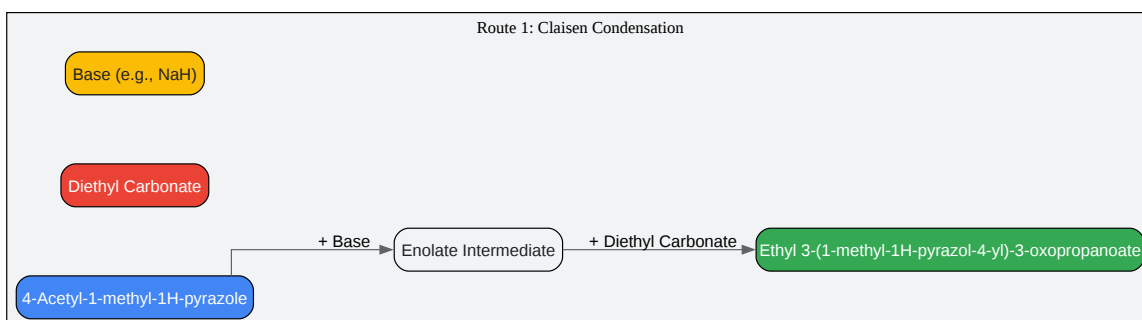 Route 1: Claisen Condensation
Base (e.g., NaH)
Diethyl Carbonate
+ Base
Enolate Intermediate
+ Diethyl Carbonate
Ethyl 3-(1-methyl-1H-pyrazol-4-yl)-3-oxopropanoate
4-Acetyl-1-methyl-1H-pyrazole